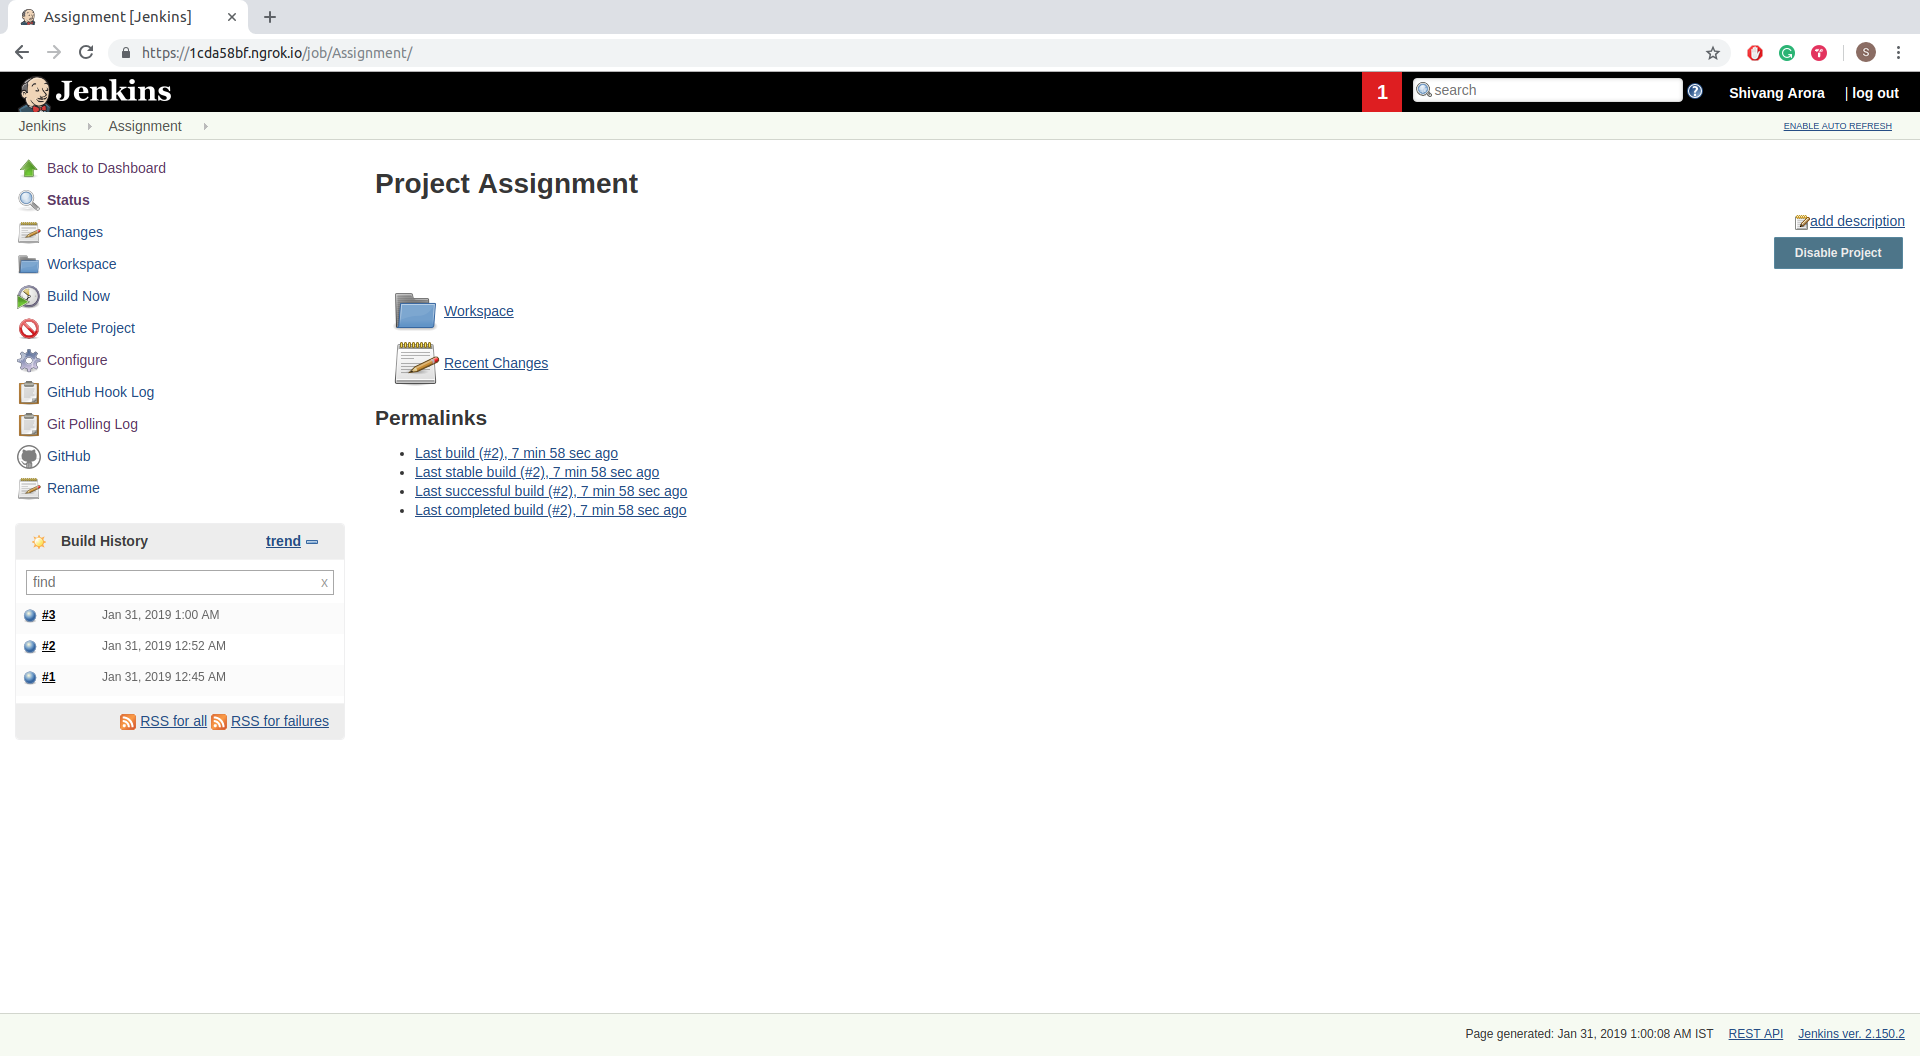 Assignment [Jenkins]
https://1cda58bf.ngrok.io/job/Assignment/
S
Jenkins
1
search
?
Shivang Arora
| log out
Jenkins
Assignment
ENABLE AUTO REFRESH
Back to Dashboard
Status
Changes
Workspace
Build Now
Delete Project
Configure
GitHub Hook Log
Git Polling Log
GitHub
Rename
Project Assignment
add description
Disable Project
Workspace
Recent Changes
Permalinks
Last build (#2), 7 min 58 sec ago
Last stable build (#2), 7 min 58 sec ago
Last successful build (#2), 7 min 58 sec ago
Last completed build (#2), 7 min 58 sec ago
Build History
trend
find
x
#3 Jan 31, 2019 1:00 AM
#2 Jan 31, 2019 12:52 AM
#1 Jan 31, 2019 12:45 AM
RSS for all RSS for failures
Page generated: Jan 31, 2019 1:00:08 AM IST REST API Jenkins ver. 2.150.2